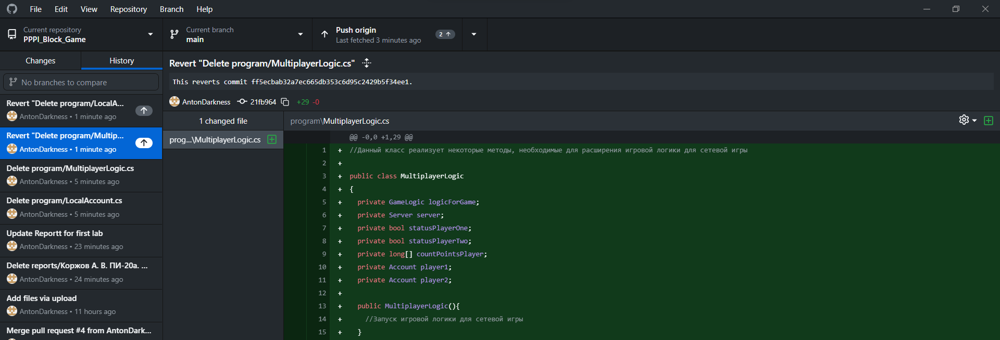 File Edit View Repository Branch Help
Current repository
PPPI_Block_Game
Current branch
main
Push origin
Last fetched 3 minutes ago
2
Changes
History
No branches to compare
Revert "Delete program/LocalA...
AntonDarkness • 1 minute ago
Revert "Delete program/Multip...
AntonDarkness • 1 minute ago
Delete program/MultiplayerLogic.cs
AntonDarkness • 5 minutes ago
Delete program/LocalAccount.cs
AntonDarkness • 5 minutes ago
Update Reportt for first lab
AntonDarkness • 23 minutes ago
Delete reports/Коржов А. В. ПИ-20а. ...
AntonDarkness • 24 minutes ago
Add files via upload
AntonDarkness • 11 hours ago
Merge pull request #4 from AntonDark...
Revert "Delete program/MultiplayerLogic.cs"
This reverts commit ff5ecbab32a7ec665db353c6d95c2429b5f34ee1.
AntonDarkness 21fb964 +29 -0
1 changed file
prog...\MultiplayerLogic.cs
program\MultiplayerLogic.cs
@@ -0,0 +1,29 @@
1 + //Данный класс реализует некоторые методы, необходимые для расширения игровой логики для сетевой игры
2 +
3 + public class MultiplayerLogic
4 + {
5 + private GameLogic logicForGame;
6 + private Server server;
7 + private bool statusPlayerOne;
8 + private bool statusPlayerTwo;
9 + private long[] countPointsPlayer;
10 + private Account player1;
11 + private Account player2;
12 +
13 + public MultiplayerLogic(){
14 + //Запуск игровой логики для сетевой игры
15 + }